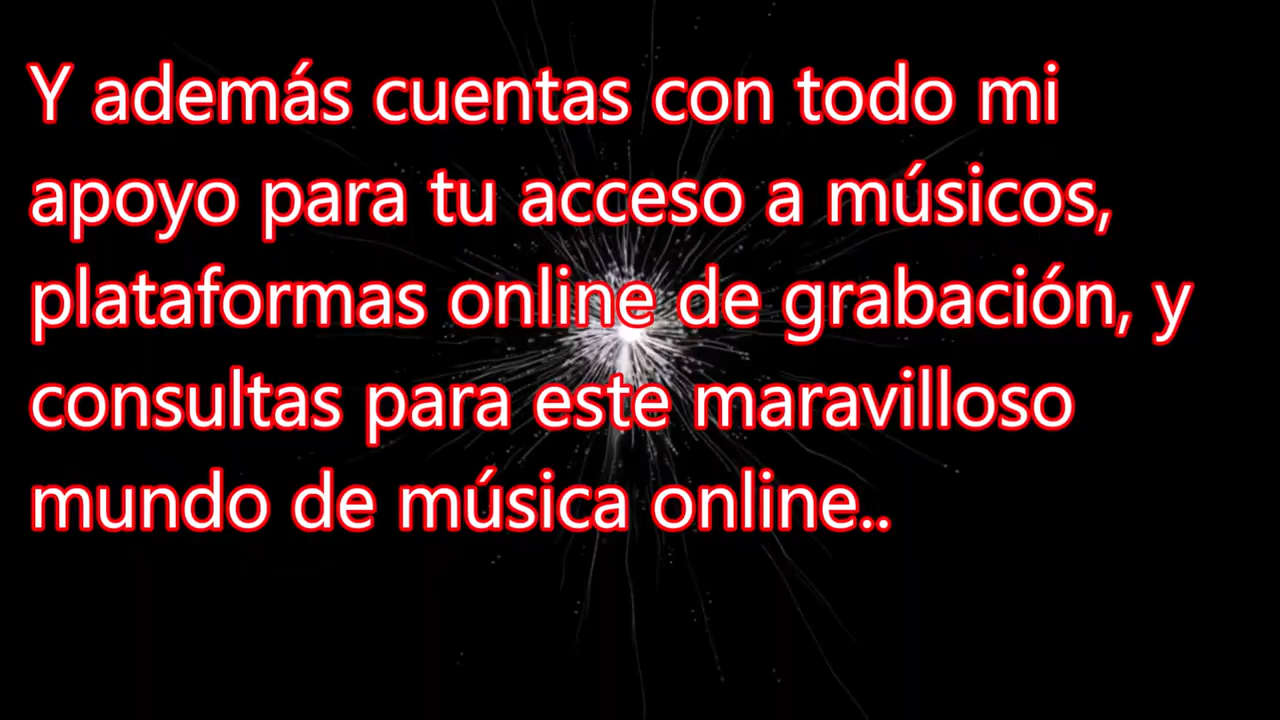 Y además cuentas con todo mi
apoyo para tu acceso a músicos,
plataformas online de grabación, y
consultas para este maravilloso
mundo de música online..